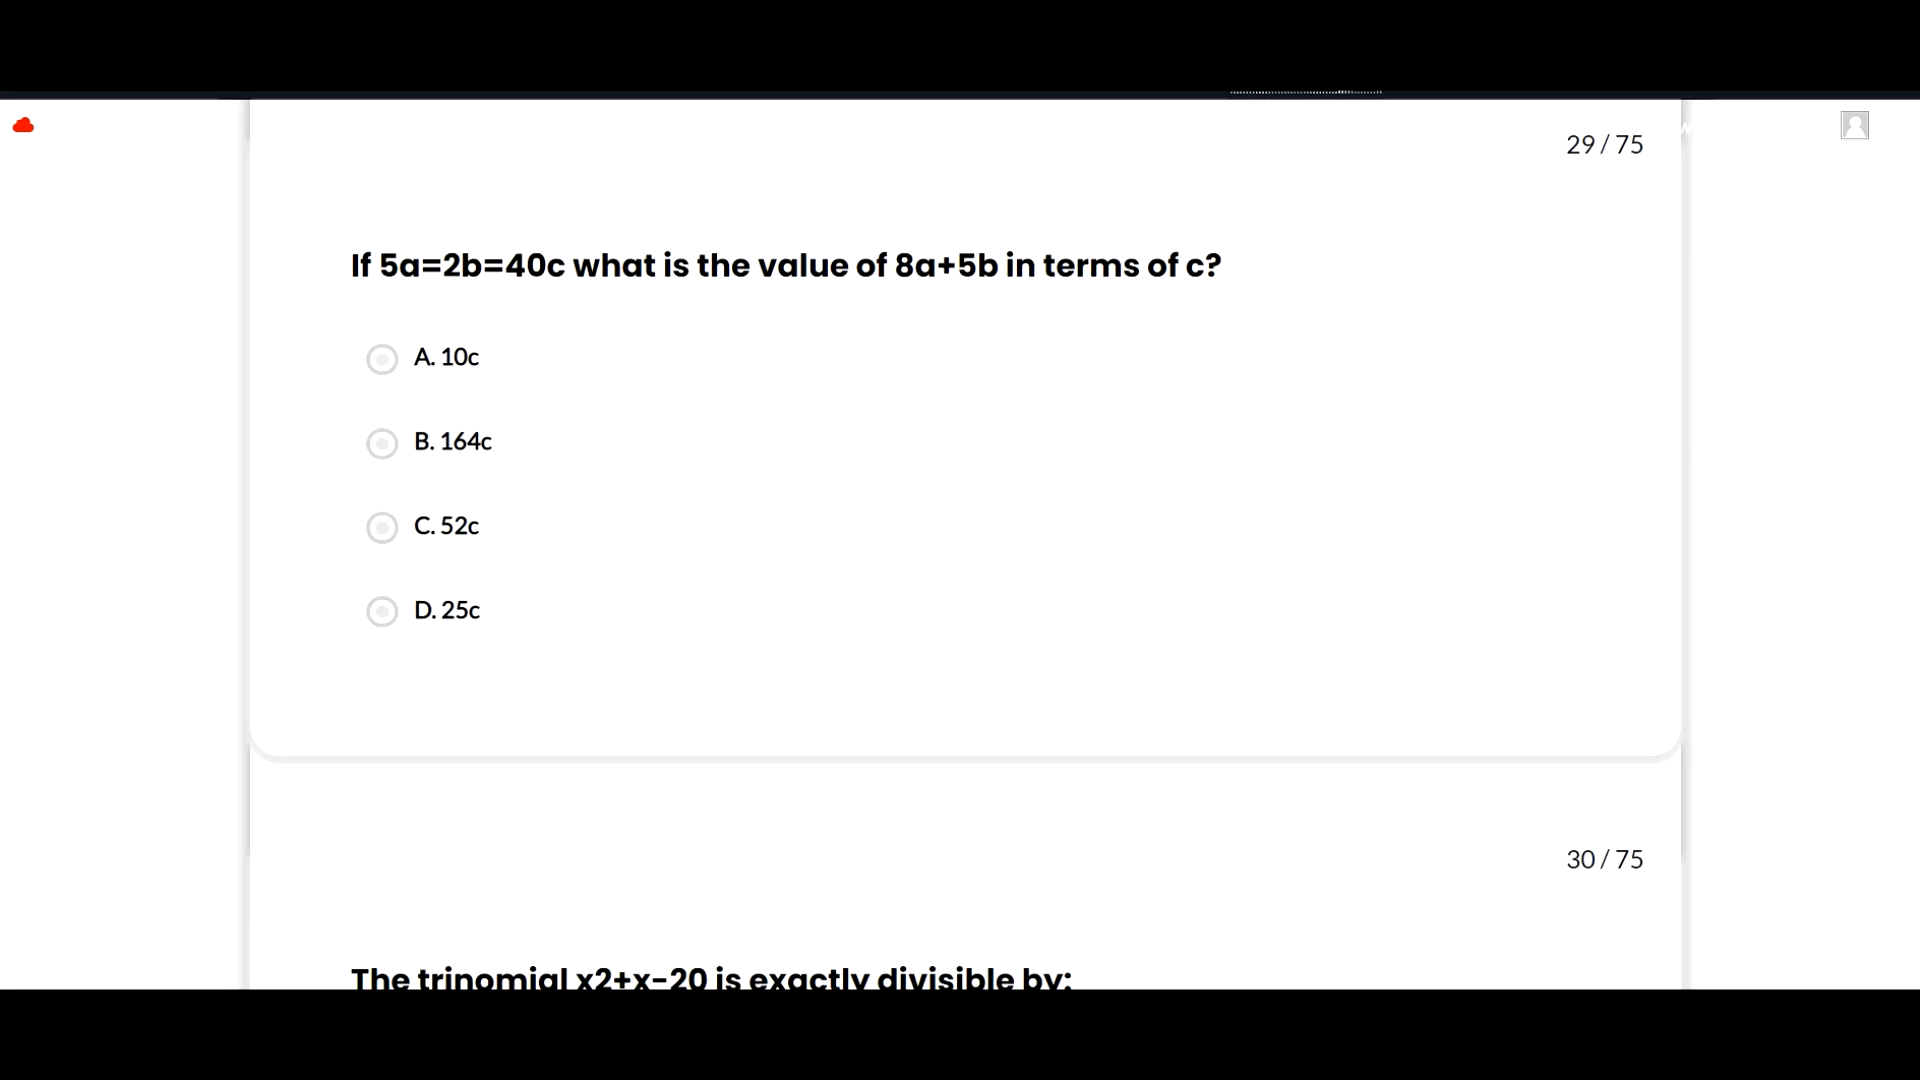 29 / 75
If 5a=2b=40c what is the value of 8a+5b in terms of c?
A. 10c
B. 164c
C. 52c
D. 25c
30 / 75
The trinomial x2+x-20 is exactly divisible by: